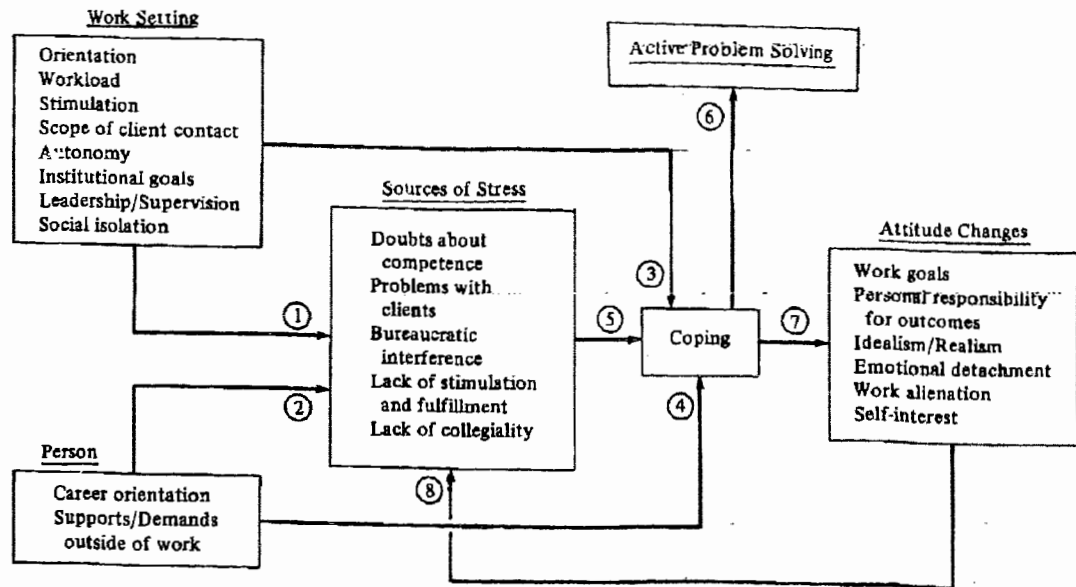 Work Setting
Orientation
Workload
Stimulation
Scope of client contact
Autonomy
Institutional goals
Leadership/Supervision
Social isolation
Active Problem Solving
6
Sources of Stress
Doubts about
competence
Problems with
clients
Bureaucratic
interference
Lack of stimulation
and fulfillment
Lack of collegiality
1
2
3
5
Coping
4
7
Attitude Changes
Work goals
Personal responsibility
for outcomes
Idealism/Realism
Emotional detachment
Work alienation
Self-interest
Person
Career orientation
Supports/Demands
outside of work
8